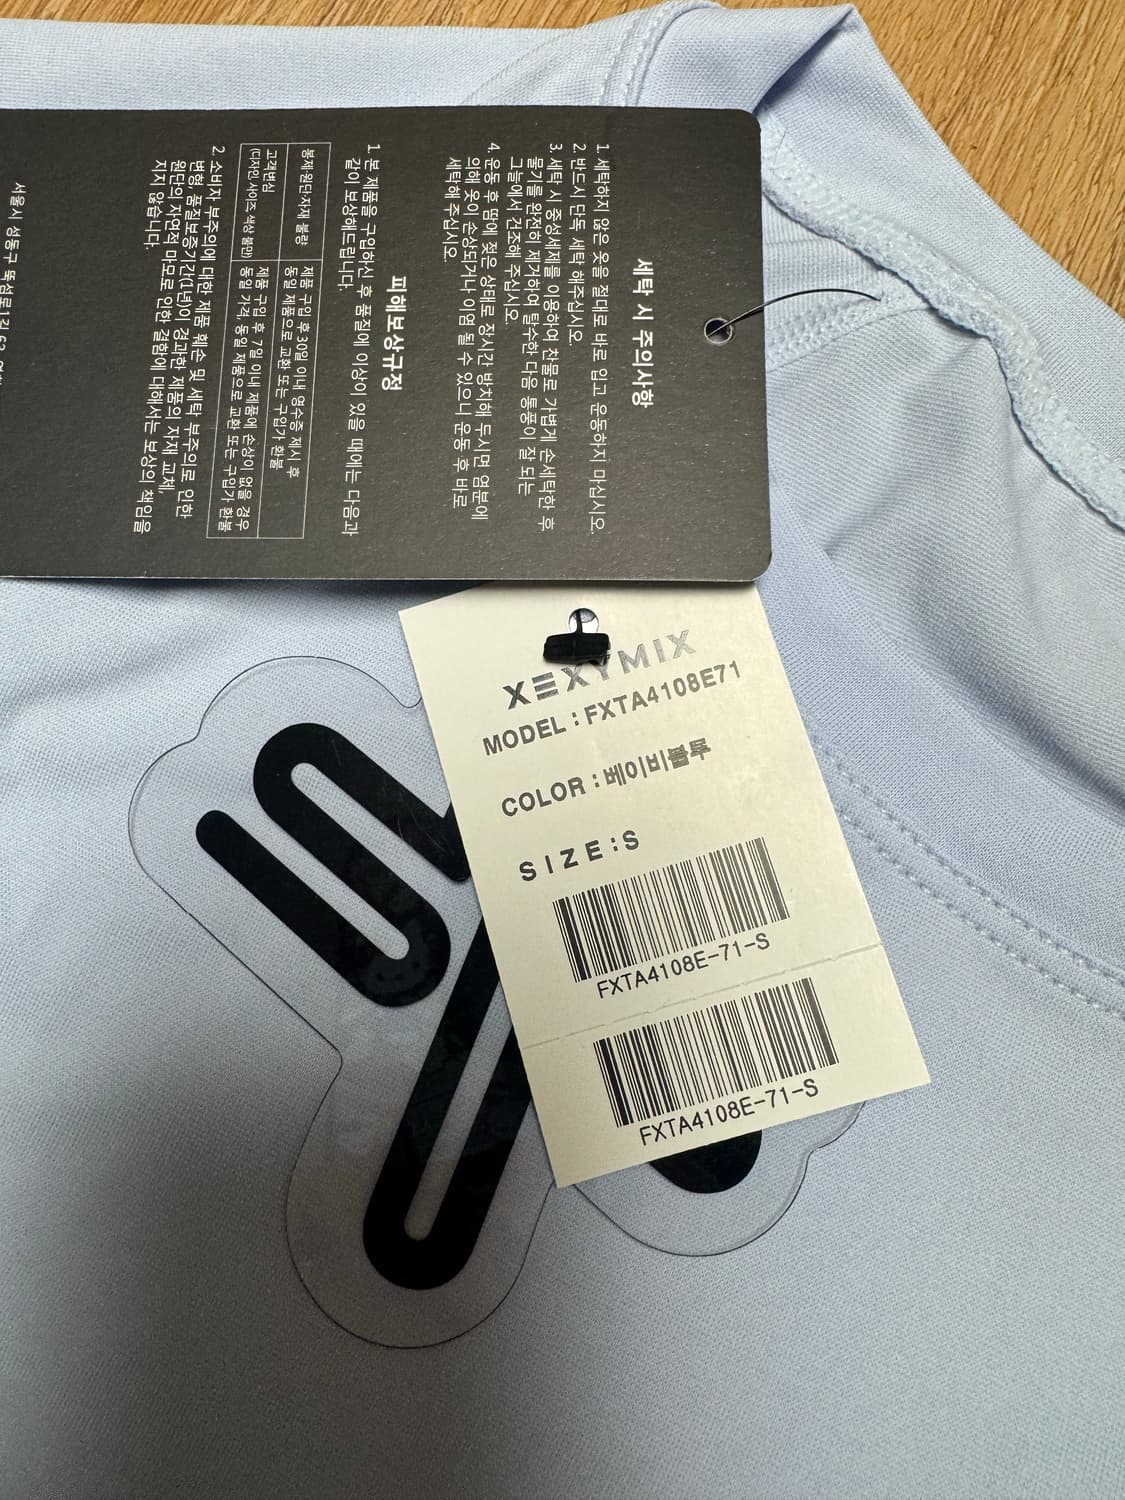 세탁 시 주의사항
1. 세탁하지 않은 옷을 절대로 바로 입고 운동하지 마십시오.
2. 반드시 단독 세탁 해주십시오.
3. 세탁 시 중성세제를 이용하여 찬물로 가볍게 손세탁한 후
물기를 완전히 제거하여 탈수한 다음 통풍이 잘 되는
그늘에서 건조해 주십시오.
4. 운동 후 땀에 젖은 상태로 장시간 방치해 두시면 염분에
의해 옷이 손상되거나 이염 될 수 있으니 운동 후 바로
세탁해 주십시오.
피해보상규정
1. 본 제품을 구입하신 후 품질에 이상이 있을 때에는 다음과
같이 보상해드립니다.
봉제·원단·자재 불량
제품 구입 후 30일 이내 영수증 제시 후
동일 제품으로 교환 또는 구입가 환불
고객변심
(디자인·사이즈·색상 불만)
제품 구입 후 7일 이내 제품에 손상이 없을 경우
동일 가격, 동일 제품으로 교환 또는 구입가 환불
2. 소비자 부주의에 대한 제품 훼손 및 세탁 부주의로 인한
변형, 품질보증기간(1년)이 경과한 제품의 자재 교체,
원단의 자연적 마모로 인한 결함에 대해서는 보상의 책임을
지지 않습니다.
서울시 성동구 뚝섬로1길 63
XEXYMIX
MODEL : FXTA4108E71
COLOR : 베이비블루
SIZE : S
FXTA4108E-71-S
FXTA4108E-71-S